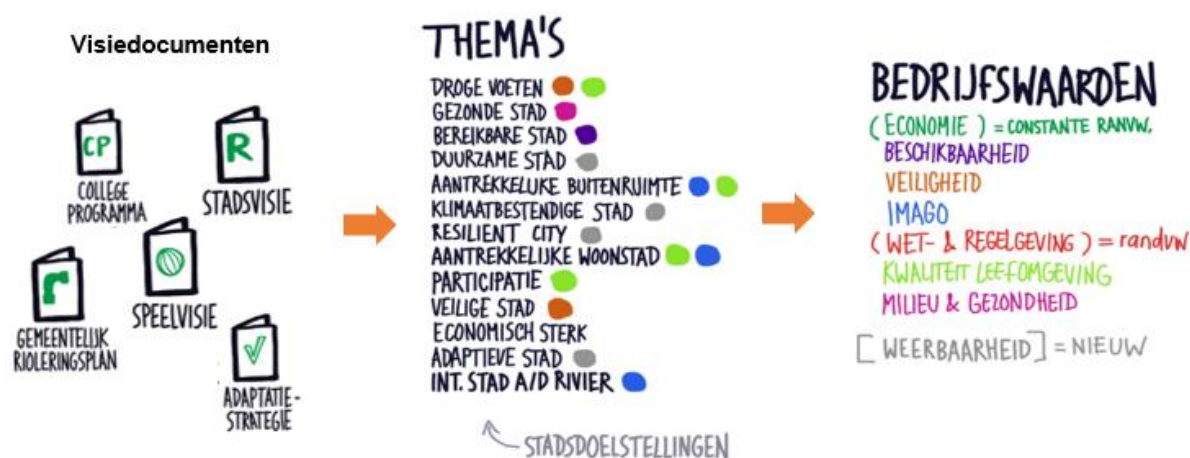 Visiedocumenten
CP
COLLEGE
PROGRAMMA
R
STADSVISIE
GEMEENTELIJK
RIOLERINGSPLAN
SPEELVISIE
ADAPTATIE-
STRATEGIE
THEMA'S
DROGE VOETEN
GEZONDE STAD
BEREIKBARE STAD
DUURZAME STAD
AANTREKKELIJKE BUITENRUIMTE
KLIMAATBESTENDIGE STAD
RESILIENT CITY
AANTREKKELIJKE WOONSTAD
PARTICIPATIE
VEILIGE STAD
ECONOMISCH STERK
ADAPTIEVE STAD
INT. STAD A/D RIVIER
STADSDOELSTELLINGEN
BEDRIJFSWAARDEN
(ECONOMIE) = CONSTANTE RANVW.
BESCHIKBAARHEID
VEILIGHEID
IMAGO
(WET- & REGELGEVING) = randvw
KWALITEIT LEEFOMGEVING
MILIEU & GEZONDHEID
[WEERBAARHEID] = NIEUW